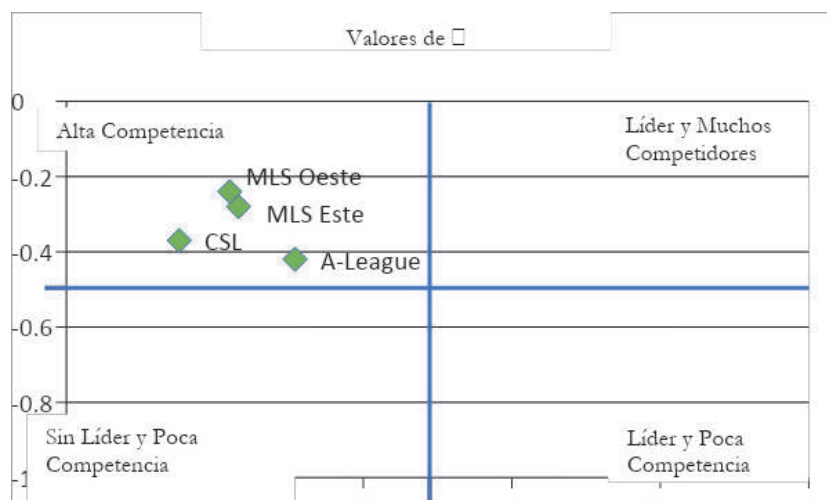 Valores de
0
Alta Competencia
Líder y Muchos
Competidores
-0.2
MLS Oeste
MLS Este
CSL
-0.4
A-League
-0.6
-0.8
Sin Líder y Poca
Competencia
Líder y Poca
Competencia
-1